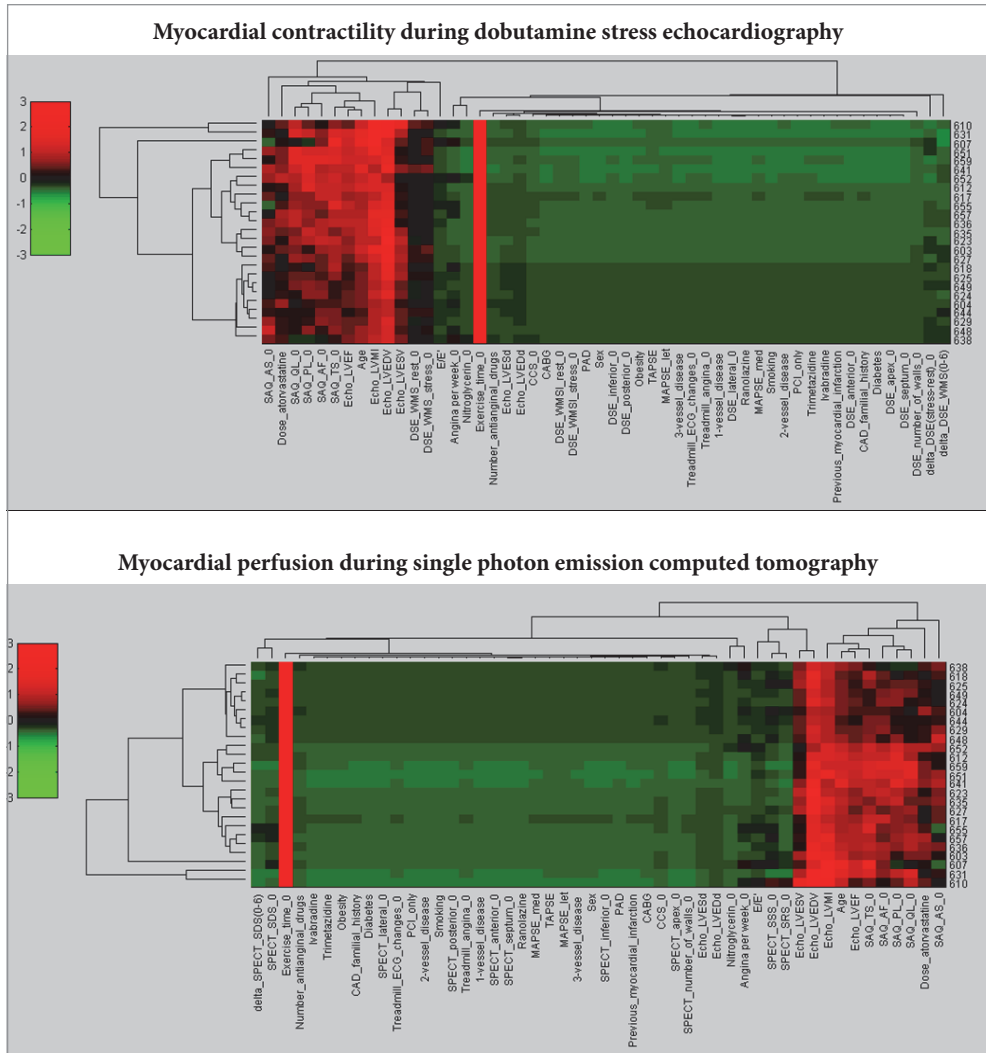 Myocardial contractility during dobutamine stress echocardiography
3
2
1
0
-1
-2
-3
610
631
607
651
659
641
652
612
617
655
657
636
635
623
603
627
618
625
649
624
604
644
629
648
638
SAQ_AS_0
Dose_atorvastatine
SAQ_QL_0
SAQ_PL_0
SAQ_AF_0
SAQ_TS_0
Echo_LVEF
Age
Echo_LVMI
Echo_LVEDV
Echo_LVESV
DSE_WMS_rest_0
DSE_WMS_stress_0
E/E'
Angina per week_0
Nitroglycerin_0
Exercise_time_0
Number_antianginal_drugs
Echo_LVESd
Echo_LVEDd
CCS_0
CABG
DSE_WMSI_rest_0
DSE_WMSI_stress_0
PAD
Sex
DSE_inferior_0
DSE_posterior_0
Obesity
TAPSE
MAPSE_let
3-vessel_disease
Treadmill_ECG_changes_0
Treadmill_angina_0
1-vessel_disease
DSE_lateral_0
Ranolazine
MAPSE_med
Smoking
2-vessel_disease
PCI_only
Trimetazidine
Ivabradine
Previous_myocardial_infarction
DSE_anterior_0
CAD_familial_history
Diabetes
DSE_apex_0
DSE_septum_0
DSE_number_of_walls_0
delta_DSE(stress-rest)_0
delta_DSE_WMS(0-6)
Myocardial perfusion during single photon emission computed tomography
3
2
1
0
1
2
3
638
618
625
649
624
604
644
629
648
652
612
659
651
641
623
635
627
617
655
657
636
603
607
631
610
delta_SPECT_SDS(0-6)
SPECT_SDS_0
Exercise_time_0
Number_antianginal_drugs
Ivabradine
Trimetazidine
Obesity
CAD_familial_history
Diabetes
SPECT_lateral_0
Treadmill_ECG_changes_0
PCI_only
2-vessel_disease
Smoking
SPECT_posterior_0
Treadmill_angina_0
1-vessel_disease
SPECT_anterior_0
SPECT_septum_0
Ranolazine
MAPSE_med
TAPSE
MAPSE_let
3-vessel_disease
Sex
SPECT_inferior_0
PAD
Previous_myocardial_infarction
CABG
CCS_0
SPECT_apex_0
SPECT_number_of_walls_0
Echo_LVESd
Echo_LVEDd
Nitroglycerin_0
Angina per week_0
E/E'
SPECT_SSS_0
SPECT_SRS_0
Echo_LVESV
Echo_LVEDV
Echo_LVMI
Age
Echo_LVEF
SAQ_TS_0
SAQ_AF_0
SAQ_PL_0
SAQ_QL_0
Dose_atorvastatine
SAQ_AS_0